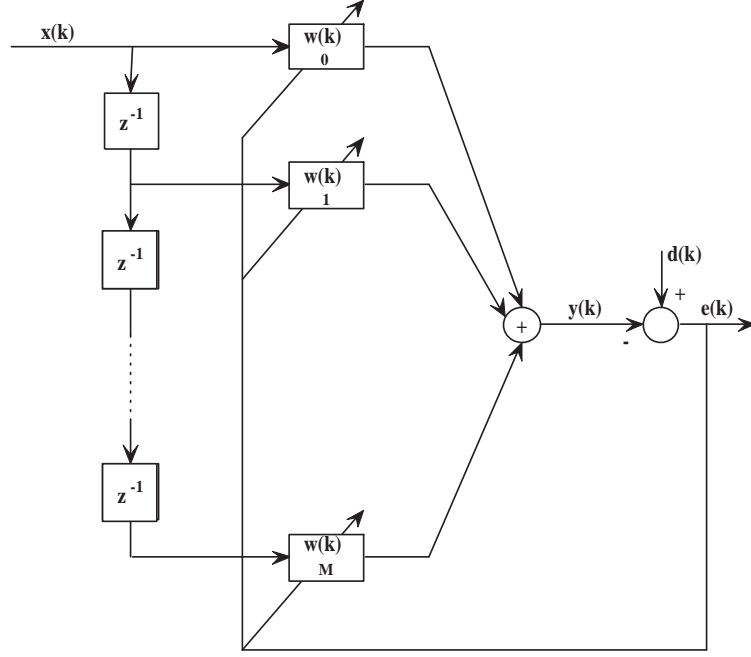 x(k)
w(k)
0
z⁻¹
w(k)
1
z⁻¹
d(k)
+
+
y(k)
e(k)
-
z⁻¹
w(k)
M